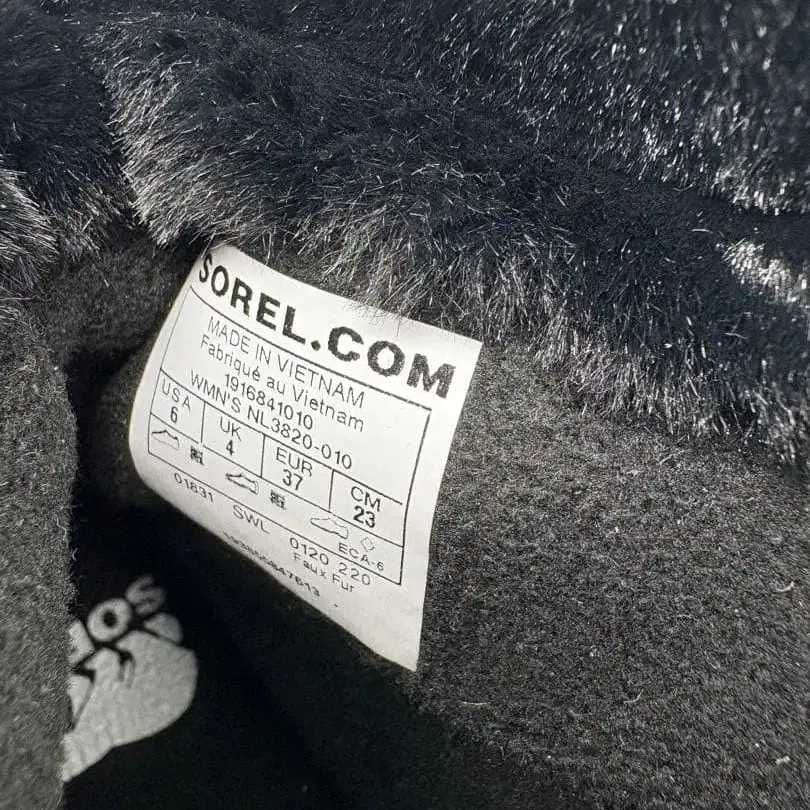 SOREL.COM
MADE IN VIETNAM
Fabriqué au Vietnam
1916841010
WMN'S NL3820-010
USA UK EUR CM
6 4 37 23
ECA-6
01831 SWL 0120 220
Faux Fur
SO